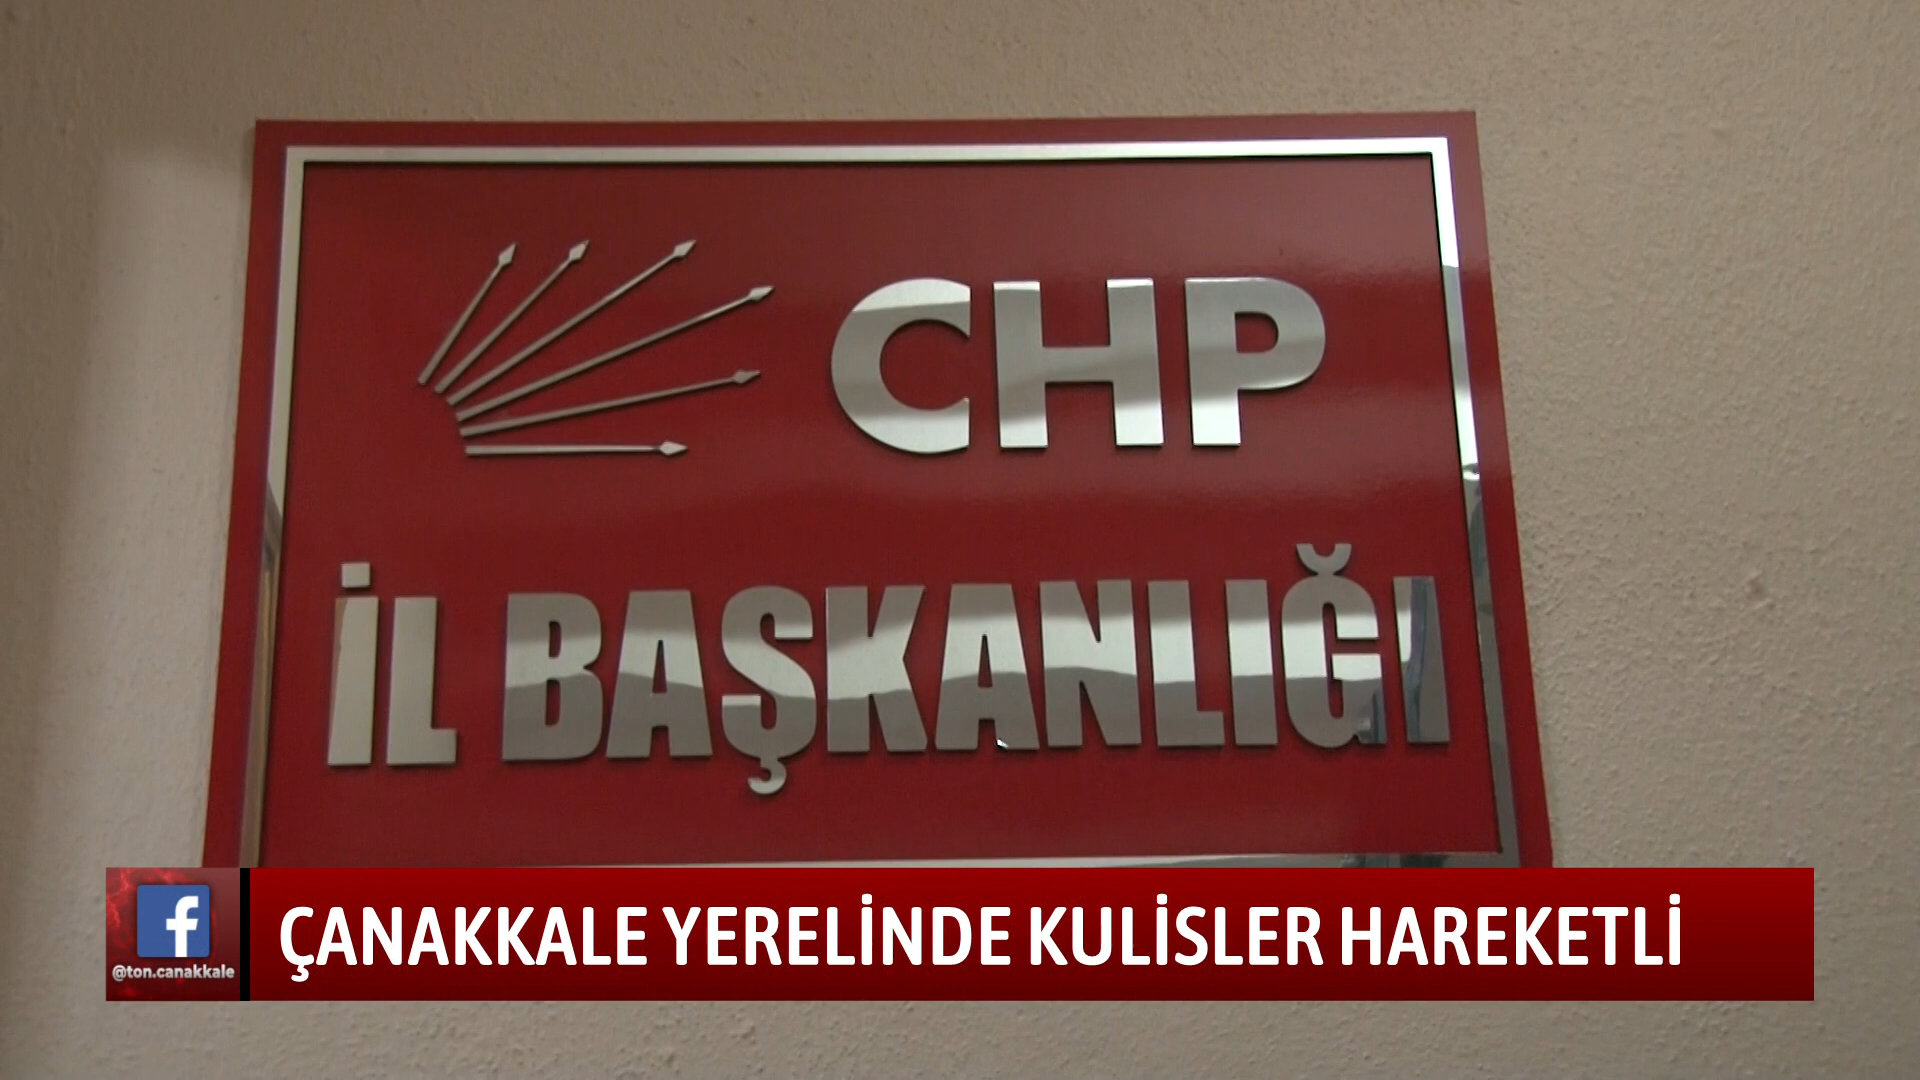 CHP
İL BAŞKANLIĞI
ÇANAKKALE YERELİNDE KULİSLER HAREKETLİ
@ton.canakkale